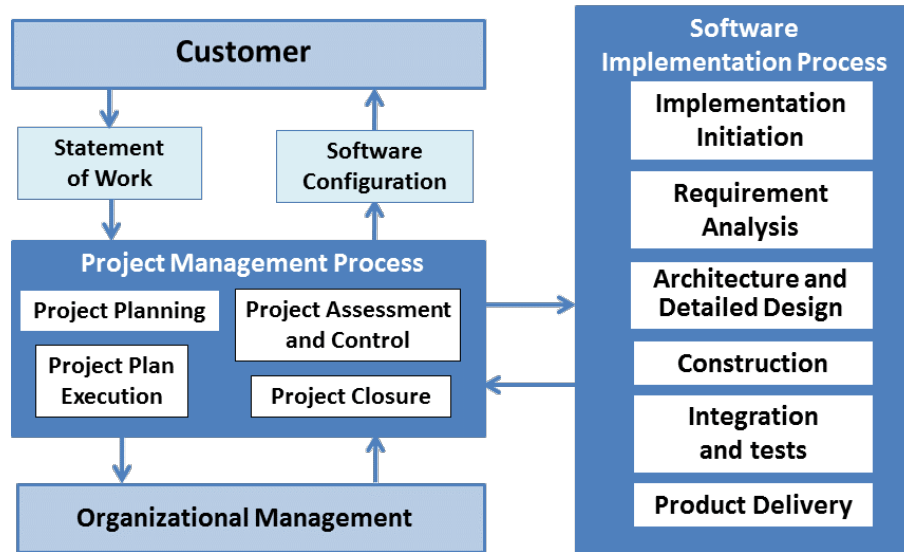 Customer
Statement
of Work
Software
Configuration
Project Management Process
Project Planning
Project Assessment
and Control
Project Plan
Execution
Project Closure
Organizational Management
Software
Implementation Process
Implementation
Initiation
Requirement
Analysis
Architecture and
Detailed Design
Construction
Integration
and tests
Product Delivery